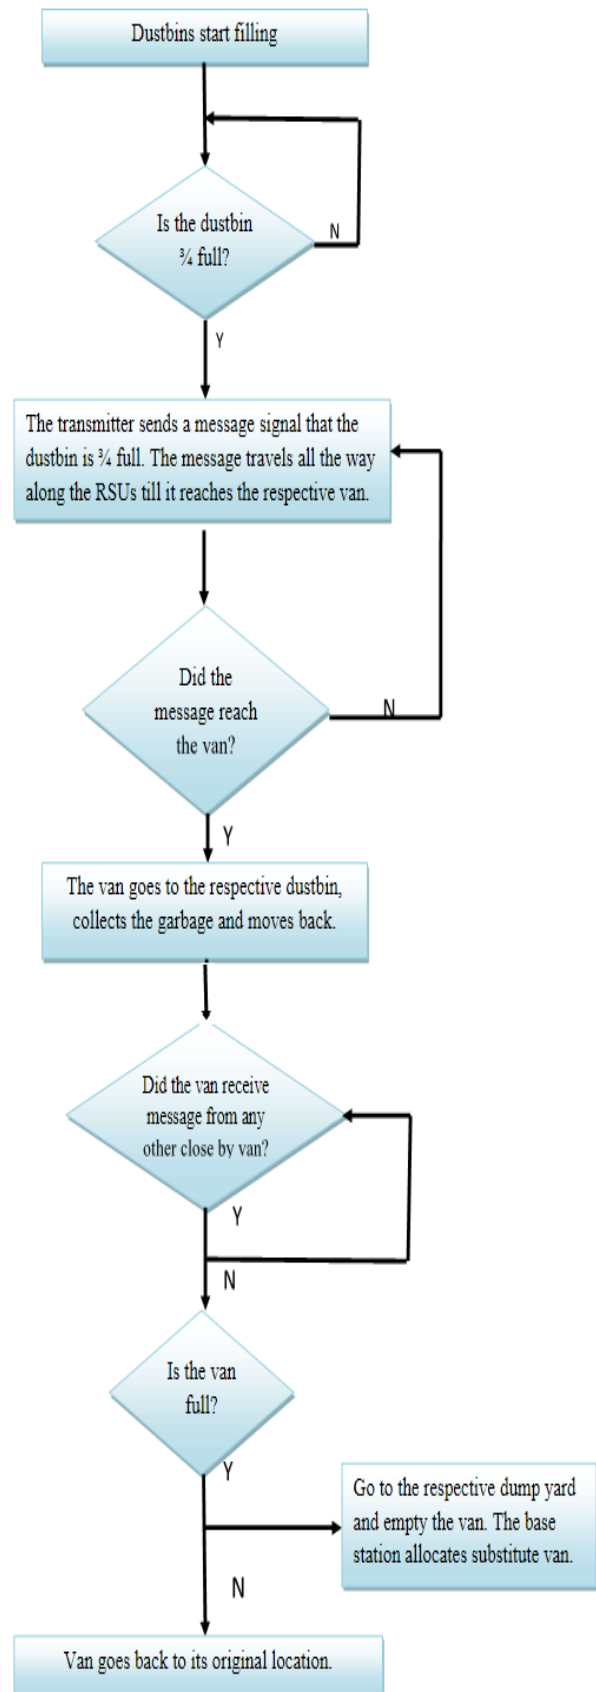 Dustbins start filling
Is the dustbin
¾ full?
N
Y
The transmitter sends a message signal that the
dustbin is ¾ full. The message travels all the way
along the RSUs till it reaches the respective van.
Did the
message reach
the van?
N
Y
The van goes to the respective dustbin,
collects the garbage and moves back.
Did the van receive
message from any
other close by van?
Y
N
Is the van
full?
Y
Go to the respective dump yard
and empty the van. The base
station allocates substitute van.
N
Van goes back to its original location.